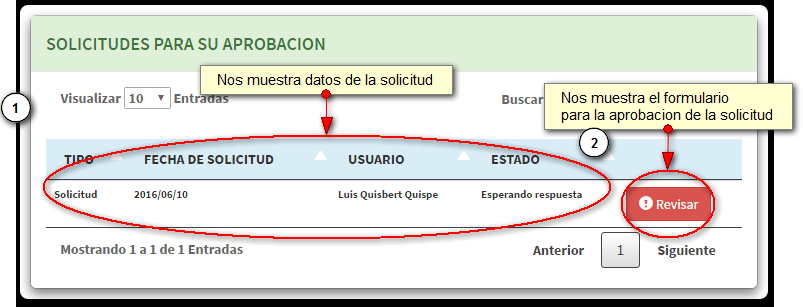 SOLICITUDES PARA SU APROBACION
Nos muestra datos de la solicitud
Visualizar 10 Entradas
Buscar
Nos muestra el formulario
para la aprobacion de la solicitud
1
2
TIPO FECHA DE SOLICITUD USUARIO ESTADO
Solicitud 2016/06/10 Luis Quisbert Quispe Esperando respuesta Revisar
Mostrando 1 a 1 de 1 Entradas
Anterior 1 Siguiente